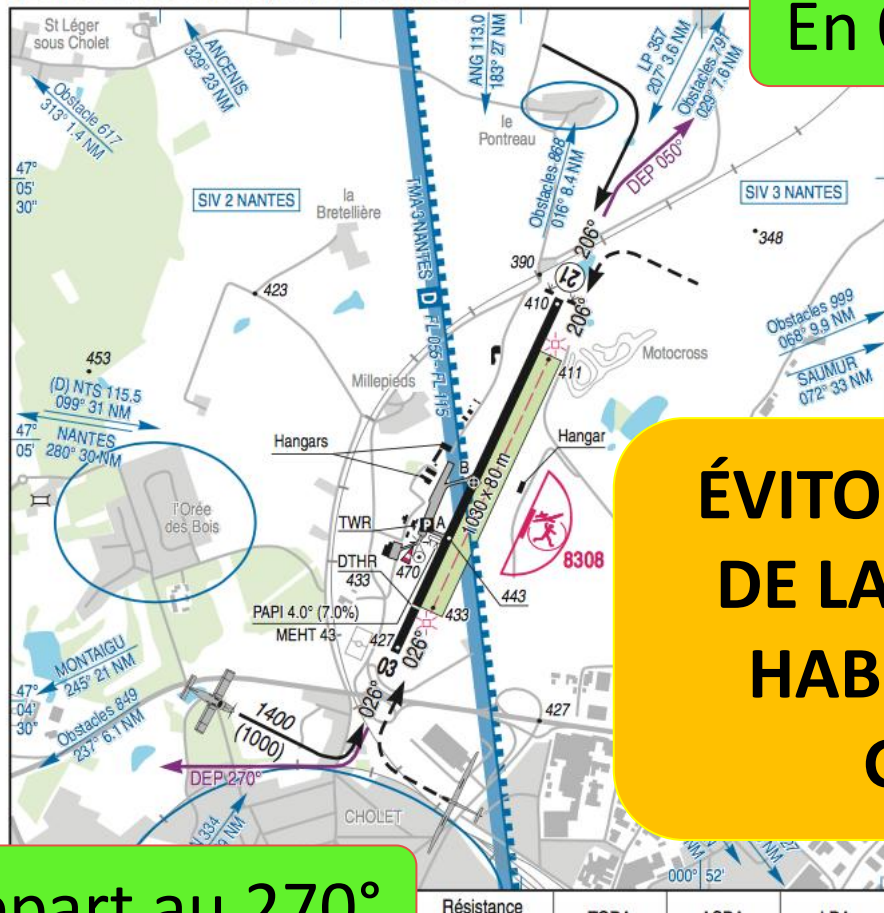 En
St Léger
sous Cholet
ANCENIS
329° 23 NM
ANG 113.0
183° 27 NM
LP 357
207° 3.6 NM
Obstacles 797
029° 7.6 NM
Obstacle 617
313° 1.4 NM
le
Pontreau
Obstacles 868
016° 8.4 NM
DEP 050°
47°
05'
30"
SIV 2 NANTES
la
Bretellière
TMA 3 NANTES D FL 055 - FL 115
SIV 3 NANTES
206°
348
390
21
423
410
206°
Obstacles 999
068° 9.9 NM
453
Motocross
411
SAUMUR
072° 33 NM
Millepieds
(D) NTS 115.5
099° 31 NM
NANTES
280° 30 NM
47°
05'
Hangars
Hangar
B
1030 x 80 m
ÉVITO
l'Orée
des Bois
TWR
P A
8308
DTHR
433
470
443
DE LA
PAPI 4.0° (7.0%)
MEHT 43
433
427
HAB
MONTAIGU
245° 21 NM
03
026°
47°
04'
30"
Obstacles 849
237° 6.1 NM
1400
(1000)
026°
427
DEP 270°
CHOLET
334
NM
000° 52'
part au 270°
Résistance